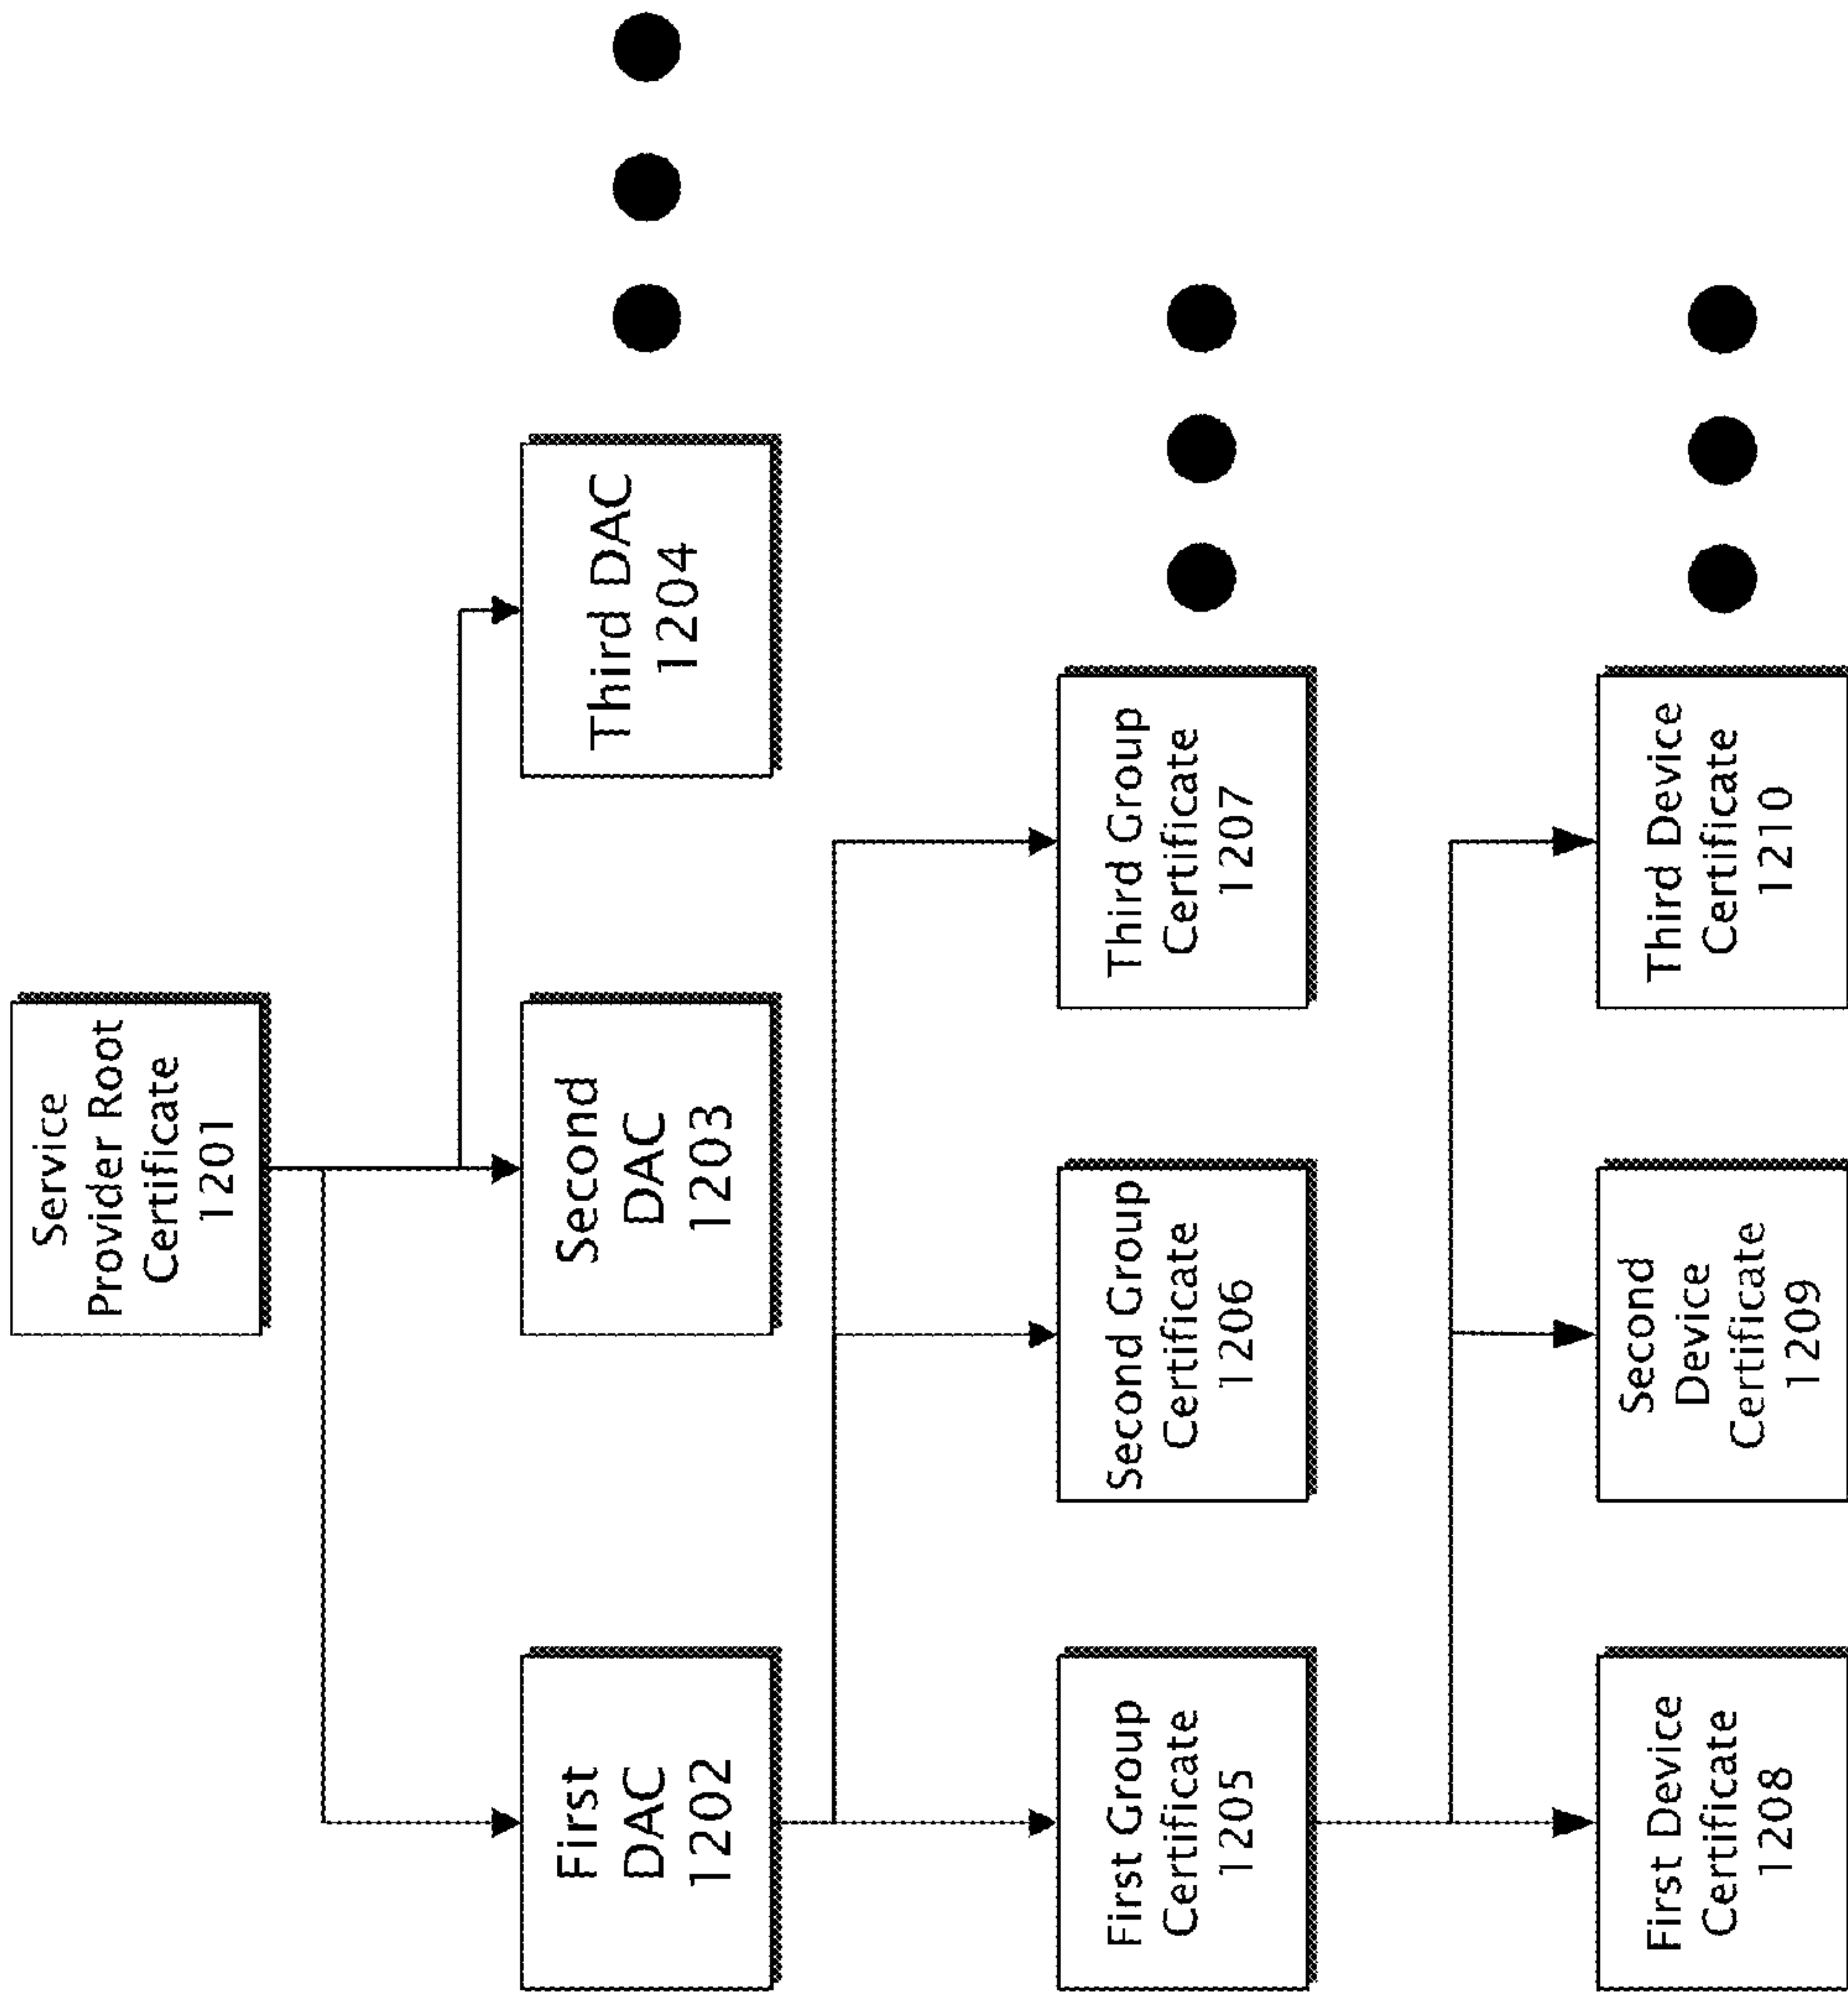 Service
Provider Root
Certificate
1201
First
DAC
1202
Second
DAC
1203
Third DAC
1204
First Group
Certificate
1205
Second Group
Certificate
1206
Third Group
Certificate
1207
First Device
Certificate
1208
Second
Device
Certificate
1209
Third Device
Certificate
1210